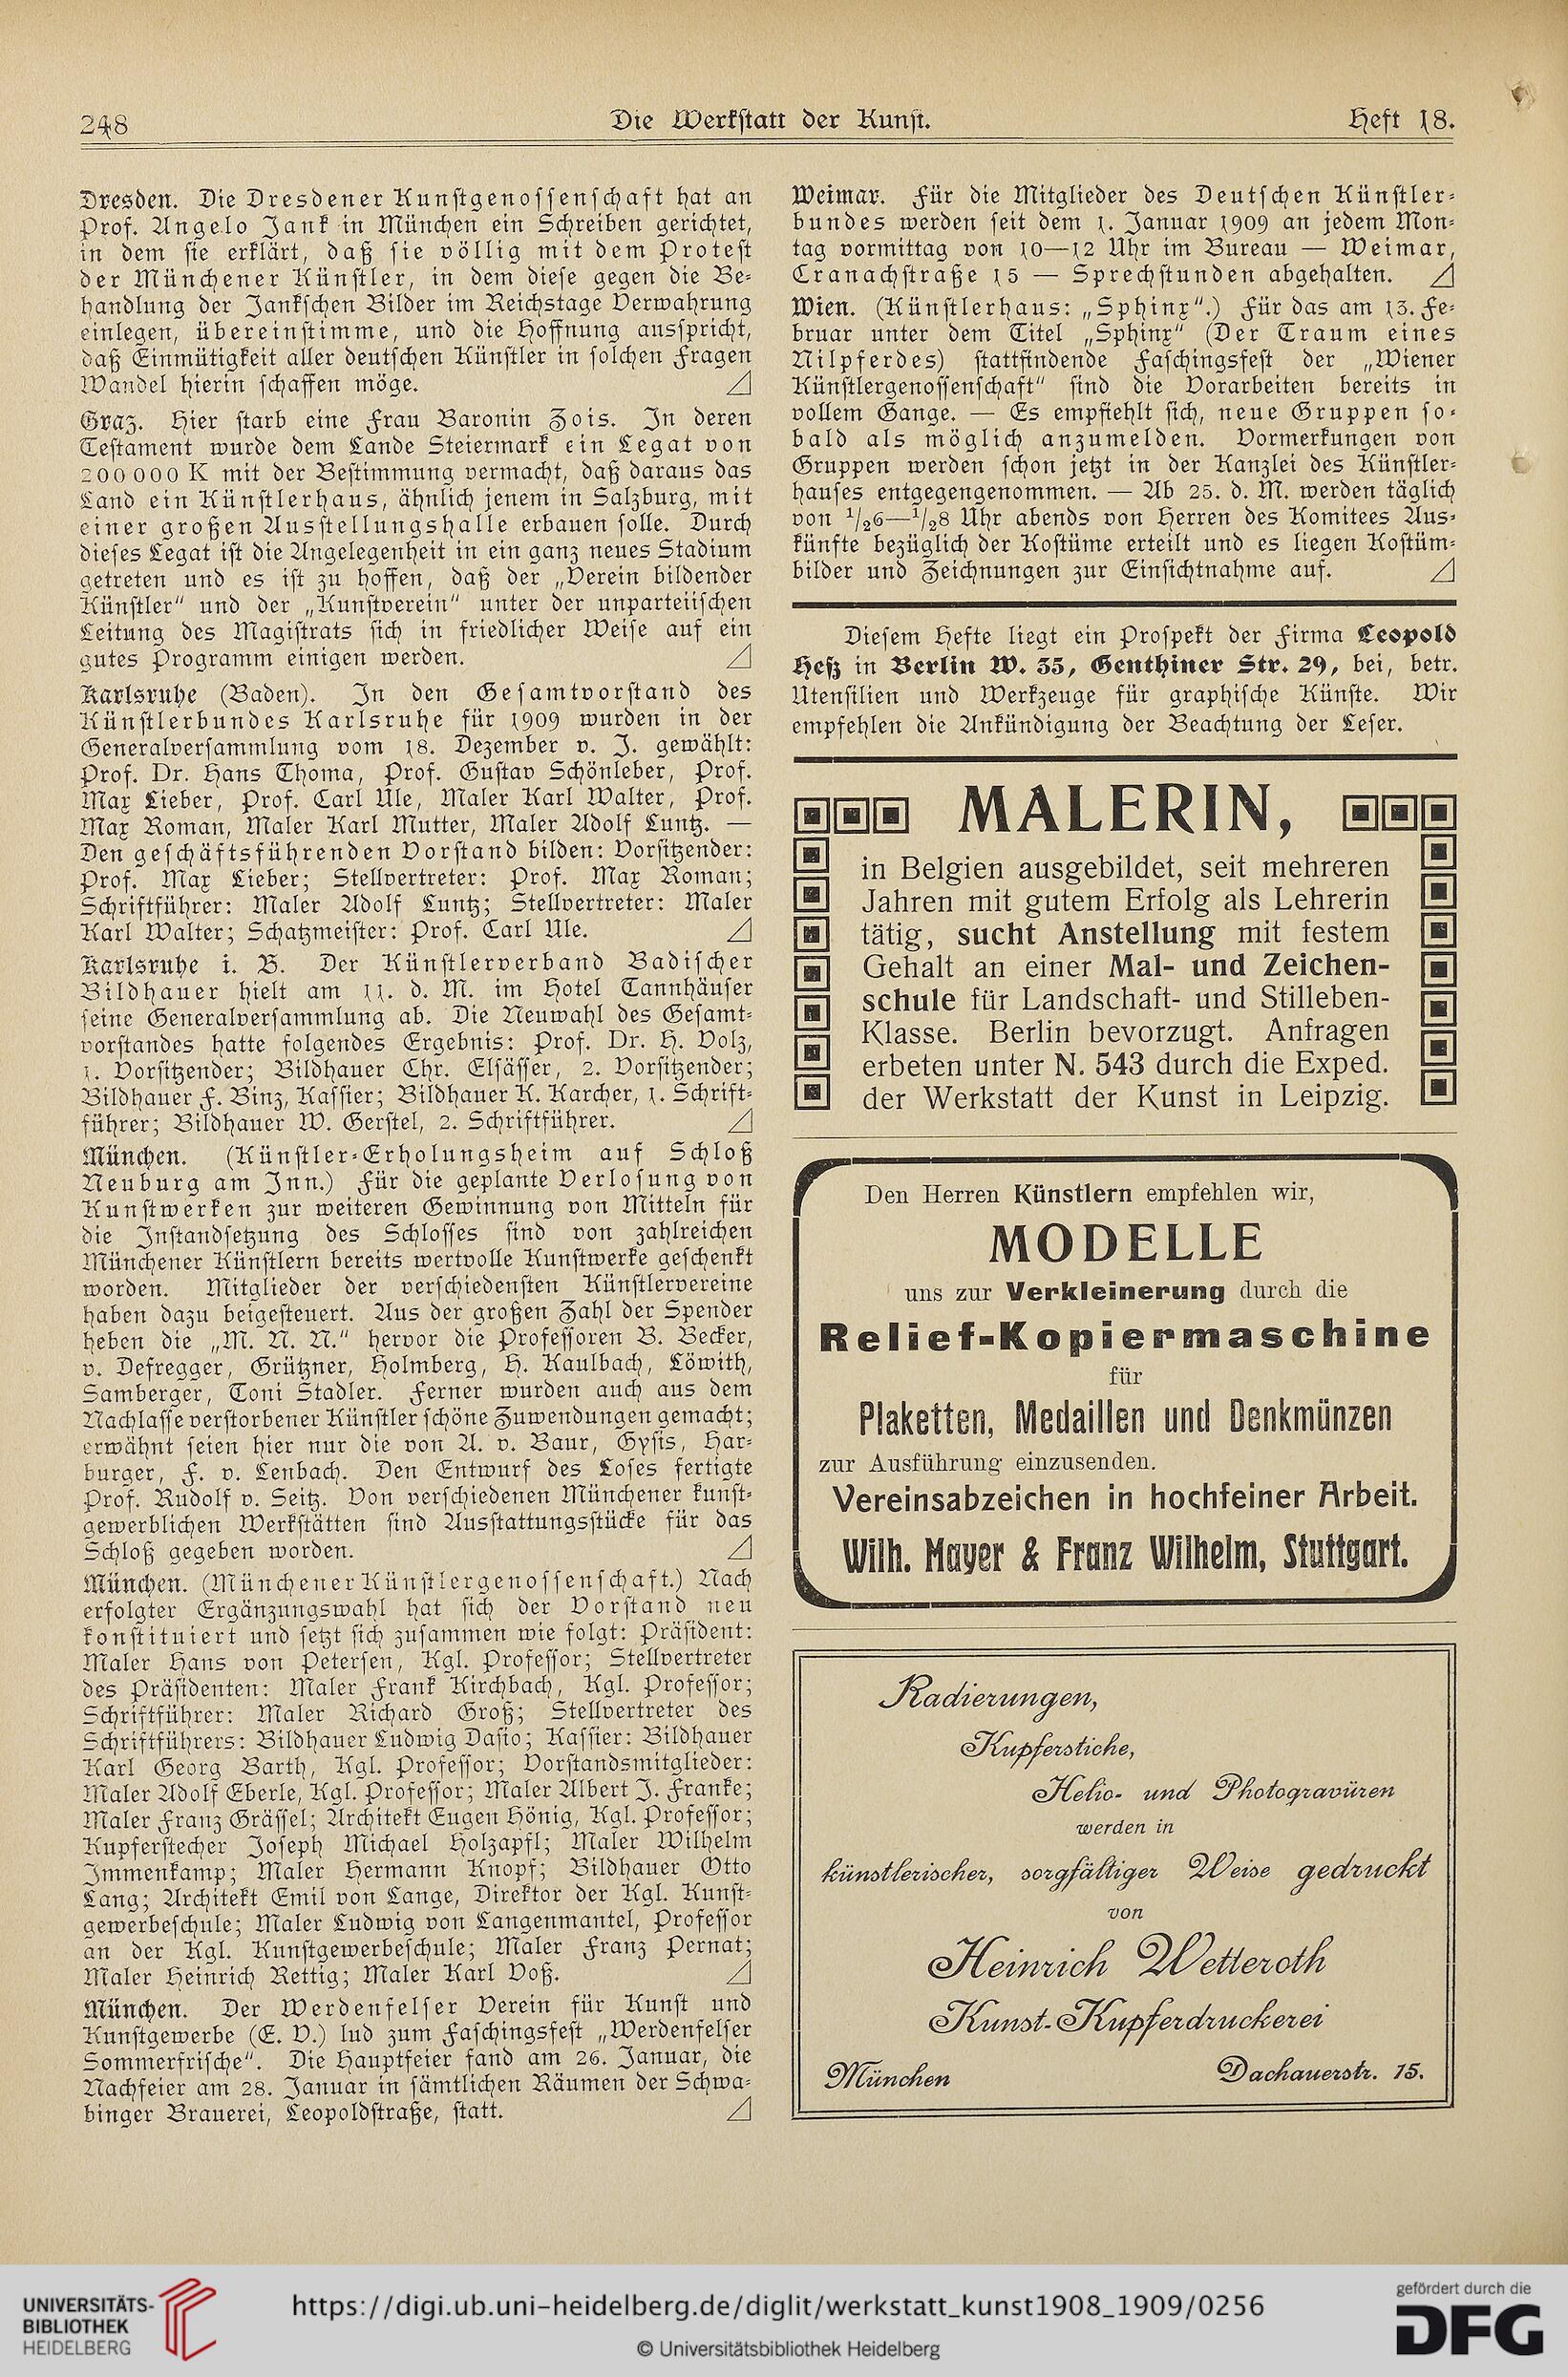 248
Die Werkstatt der Kunst.
Heft 18.
Dresden. Die Dresdener Kunstgenossenschaft hat an
Prof. Angelo Jank in München ein Schreiben gerichtet,
in dem sie erklärt, daß sie völlig mit dem Protest
der Münchener Künstler, in dem diese gegen die Be-
handlung der Jankschen Bilder im Reichstage Verwahrung
einlegen, übereinstimme, und die Hoffnung ausspricht,
daß Einmütigkeit aller deutschen Künstler in solchen Fragen
Wandel hierin schaffen möge.
Graz. Hier starb eine Frau Baronin Zois. In deren
Testament wurde dem Lande Steiermark ein Legat von
200000 K mit der Bestimmung vermacht, daß daraus das
Land ein Künstlerhaus, ähnlich jenem in Salzburg, mit
einer großen Ausstellungshalle erbauen solle. Durch
dieses Legat ist die Angelegenheit in ein ganz neues Stadium
getreten und es ist zu hoffen, daß der „Verein bildender
Künstler“ und der „Kunstverein“ unter der unparteiischen
Leitung des Magistrats sich in friedlicher Weise auf ein
gutes Programm einigen werden.
Karlsruhe (Baden). In den Gesamtvorstand des
Künstlerbundes Karlsruhe für 1909 wurden in der
Generalversammlung vom 18. Dezember v. J. gewählt:
Prof. Dr. Hans Thoma, Prof. Gustav Schönleber, Prof.
Max Lieber, Prof. Carl Ule, Maler Karl Walter, Prof.
Max Roman, Maler Karl Mutter, Maler Adolf Luntz. —
Den geschäftsführenden Vorstand bilden: Vorsitzender:
Prof. Max Lieber; Stellvertreter: Prof. Max Roman;
Schriftführer: Maler Adolf Luntz; Stellvertreter: Maler
Karl Walter; Schatzmeister: Prof. Carl Ule.
Karlsruhe i. B. Der Künstlerverband Badischer
Bildhauer hielt am 11. d. M. im Hotel Tannhäuser
seine Generalversammlung ab. Die Neuwahl des Gesamt-
vorstandes hatte folgendes Ergebnis: Prof. Dr. H. Volz,
1. Vorsitzender; Bildhauer Chr. Elsässer, 2. Vorsitzender;
Bildhauer F. Binz, Kassier; Bildhauer K. Karcher, 1. Schrift-
führer; Bildhauer W. Gerstel, 2. Schriftführer.
München. (Künstler-Erholungsheim auf Schloß
Neuburg am Inn.) Für die geplante Verlosung von
Kunstwerken zur weiteren Gewinnung von Mitteln für
die Instandsetzung des Schlosses sind von zahlreichen
Münchener Künstlern bereits wertvolle Kunstwerke geschenkt
worden. Mitglieder der verschiedensten Künstlervereine
haben dazu beigesteuert. Aus der großen Zahl der Spender
heben die „M. N. N.“ hervor die Professoren B. Becker,
v. Defregger, Grützner, Holmberg, H. Kaulbach, Löwith,
Samberger, Toni Stadler. Ferner wurden auch aus dem
Nachlasse verstorbener Künstler schöne Zuwendungen gemacht;
erwähnt seien hier nur die von A. v. Baur, Gysis, Har-
burger, F. v. Lenbach. Den Entwurf des Loses fertigte
Prof. Rudolf v. Seitz. Von verschiedenen Münchener kunst-
gewerblichen Werkstätten sind Ausstattungsstücke für das
Schloß gegeben worden.
München. (Münchener Künstlergenossenschaft.) Nach
erfolgter Ergänzungswahl hat sich der Vorstand neu
konstituiert und setzt sich zusammen wie folgt: Präsident:
Maler Hans von Petersen, Kgl. Professor; Stellvertreter
des Präsidenten: Maler Frank Kirchbach, Kgl. Professor;
Schriftführer: Maler Richard Groß; Stellvertreter des
Schriftführers: Bildhauer Ludwig Dasio; Kassier: Bildhauer
Karl Georg Barth, Kgl. Professor; Vorstandsmitglieder:
Maler Adolf Eberle, Kgl. Professor; Maler Albert J. Franke;
Maler Franz Grässel; Architekt Eugen Hönig, Kgl. Professor;
Kupferstecher Joseph Michael Holzapfl; Maler Wilhelm
Immenkamp; Maler Hermann Knopf; Bildhauer Otto
Lang; Architekt Emil von Lange, Direktor der Kgl. Kunst-
gewerbeschule; Maler Ludwig von Langenmantel, Professor
an der Kgl. Kunstgewerbeschule; Maler Franz Pernat;
Maler Heinrich Rettig; Maler Karl Voß.
München. Der Werdenfelser Verein für Kunst und
Kunstgewerbe (E. V.) lud zum Faschingsfest „Werdenfelser
Sommerfrische“. Die Hauptfeier fand am 26. Januar, die
Nachfeier am 28. Januar in sämtlichen Räumen der Schwa-
binger Brauerei, Leopoldstraße, statt.
Weimar. Für die Mitglieder des Deutschen Künstler-
bundes werden seit dem 1. Januar 1909 an jedem Mon-
tag vormittag von 10—12 Uhr im Bureau — Weimar,
Cranachstraße 15 — Sprechstunden abgehalten.
Wien. (Künstlerhaus: „Sphinx“.) Für das am 13. Fe-
bruar unter dem Titel „Sphinx“ (Der Traum eines
Nilpferdes) stattfindende Faschingsfest der „Wiener
Künstlergenossenschaft“ sind die Vorarbeiten bereits in
vollem Gange. — Es empfiehlt sich, neue Gruppen so-
bald als möglich anzumelden. Vormerkungen von
Gruppen werden schon jetzt in der Kanzlei des Künstler-
hauses entgegengenommen. — Ab 25. d. M. werden täglich
von 1/26—1/28 Uhr abends von Herren des Komitees Aus-
künfte bezüglich der Kostüme erteilt und es liegen Kostüm-
bilder und Zeichnungen zur Einsichtnahme auf.
Diesem Hefte liegt ein Prospekt der Firma Leopold
Heß in Berlin W. 35, Genthiner Str. 29, bei, betr.
Utensilien und Werkzeuge für graphische Künste. Wir
empfehlen die Ankündigung der Beachtung der Leser.
MALERIN,
in Belgien ausgebildet, seit mehreren
Jahren mit gutem Erfolg als Lehrerin
tätig, sucht Anstellung mit festem
Gehalt an einer Mal- und Zeichen-
schule für Landschaft- und Stilleben-
Klasse. Berlin bevorzugt. Anfragen
erbeten unter N. 543 durch die Exped.
der Werkstatt der Kunst in Leipzig.
Den Herren Künstlern empfehlen wir,
MODELLE
uns zur Verkleinerung durch die
Relief-Kopiermaschine
für
Plaketten, Medaillen und Denkmünzen
zur Ausführung einzusenden.
Vereinsabzeichen in hochfeiner Arbeit.
Wilh. Mayer & Franz Wilhelm, Stuttgart.
Radierungen,
Kupferstiche,
Helio- und Photogravüren
werden in
künstlerischer, sorgfältiger Weise gedruckt
von
Heinrich Wetteroth
Kunst-Kupferdruckerei
München Dachauerstr. 15.
UNIVERSITÄTS-
BIBLIOTHEK
HEIDELBERG
https://digi.ub.uni-heidelberg.de/diglit/werkstatt_kunst1908_1909/0256
© Universitätsbibliothek Heidelberg
gefördert durch die
DFG